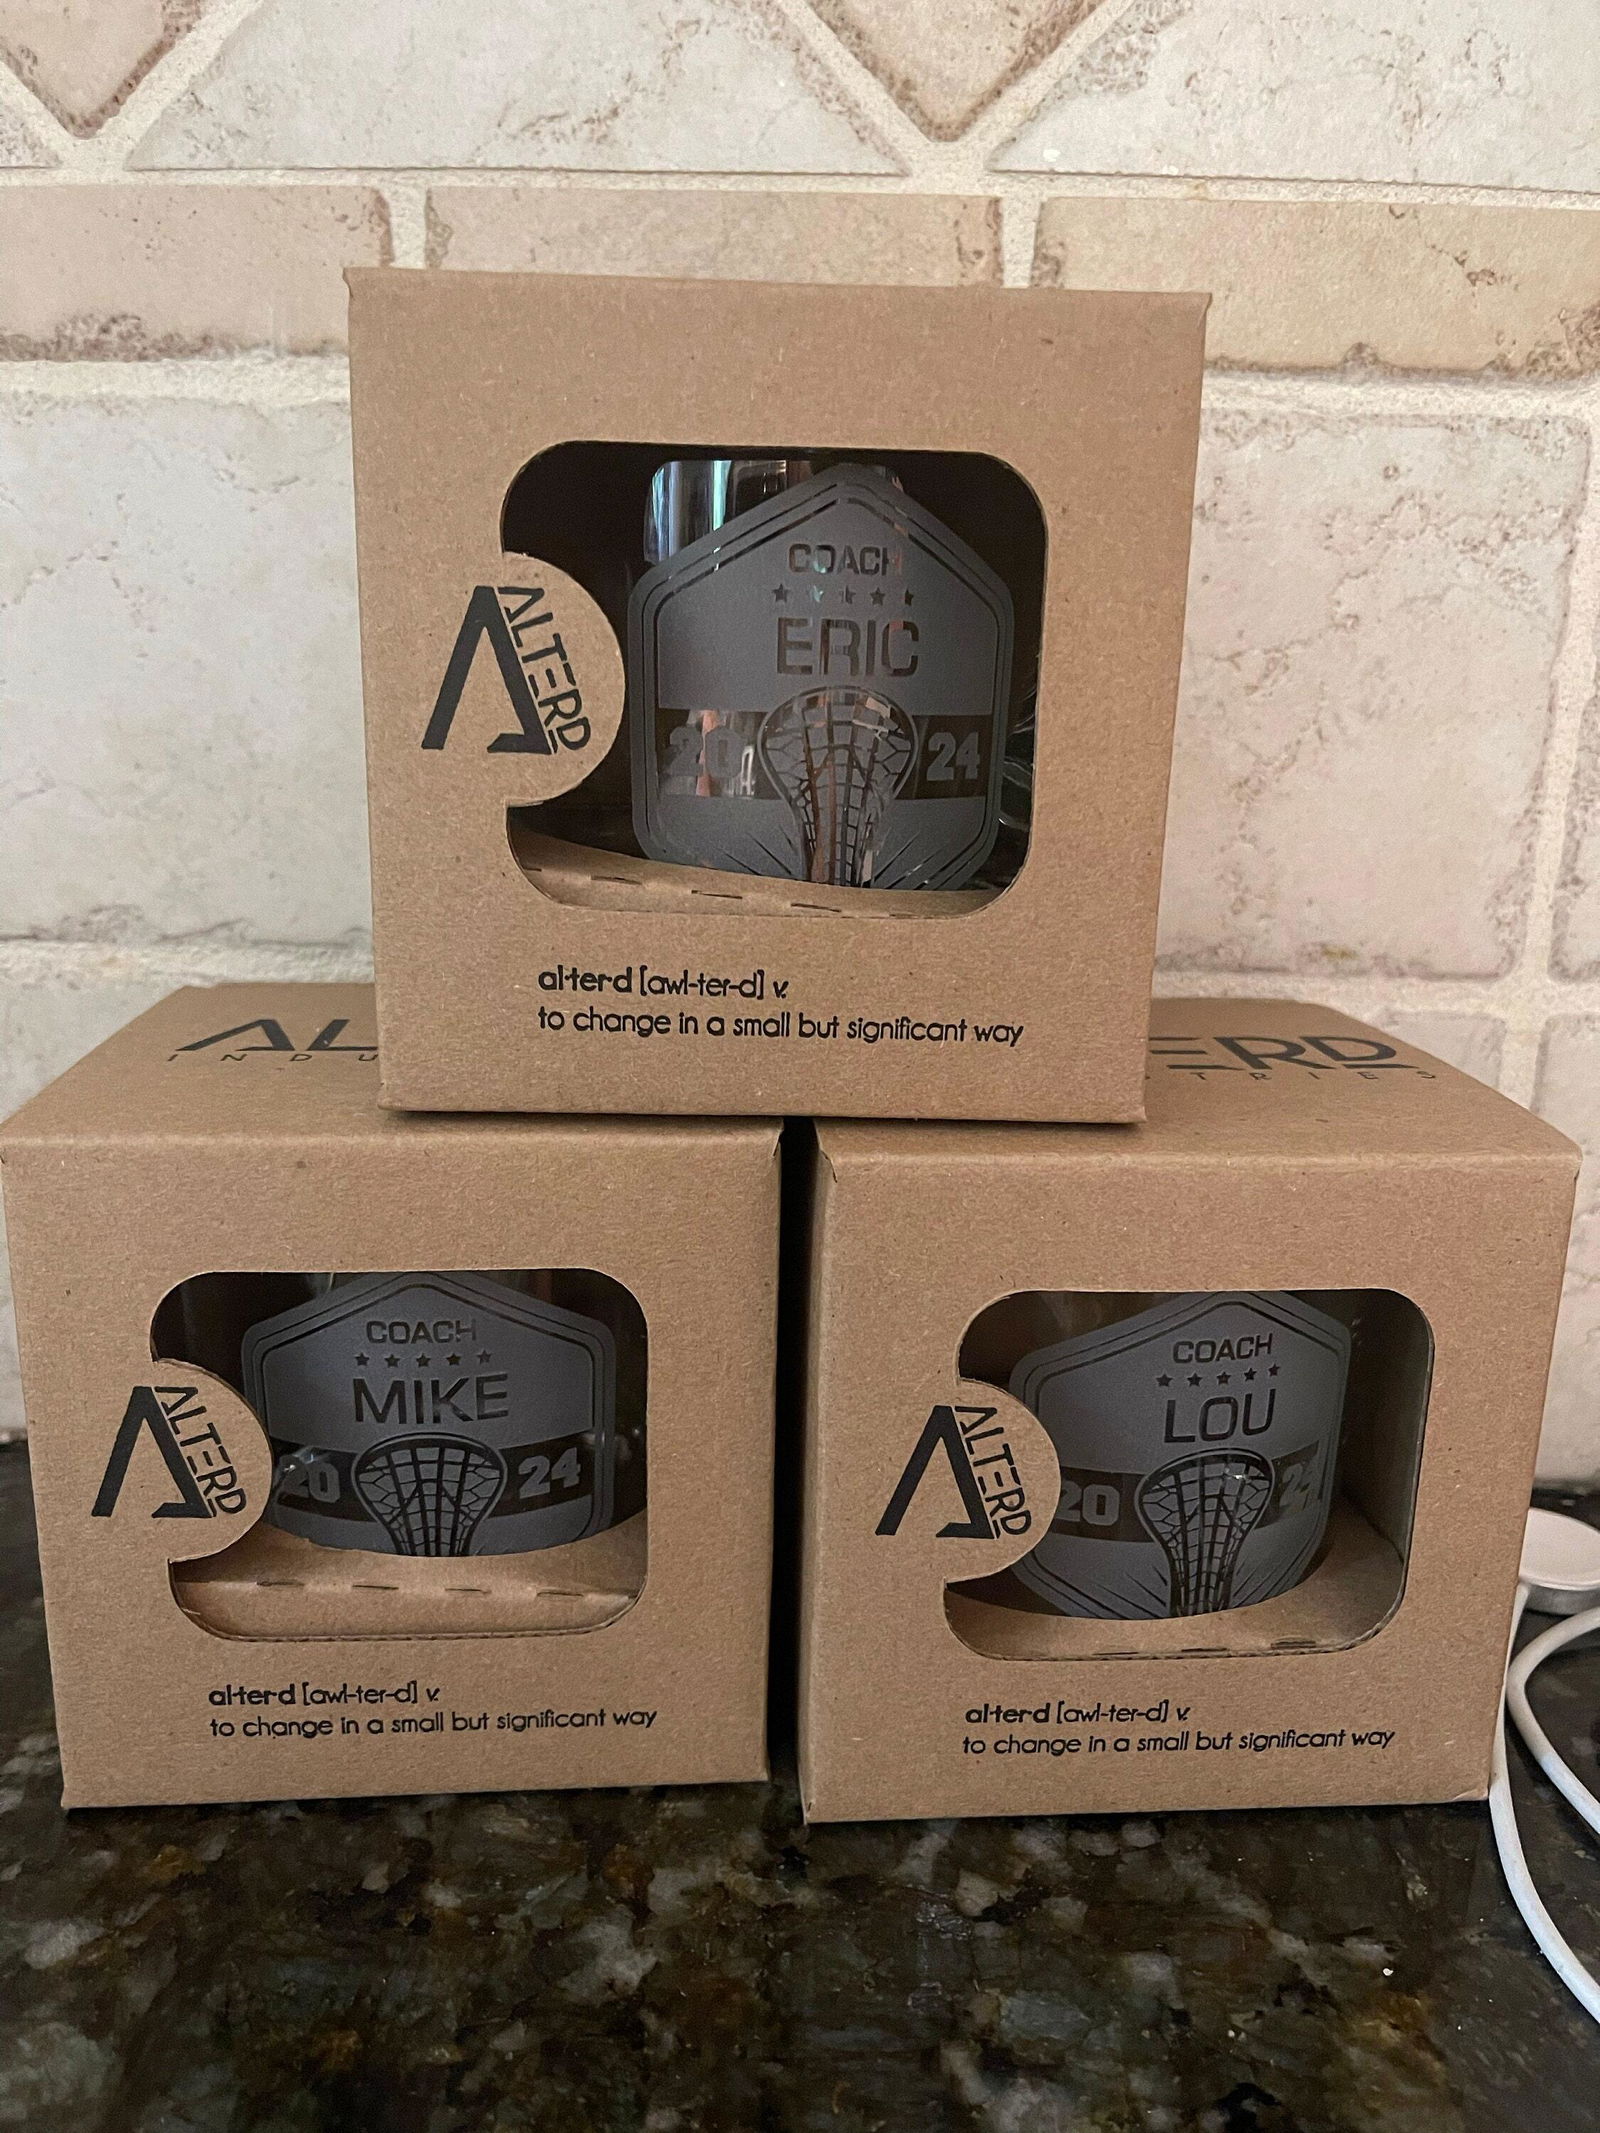 COACH
ERIC
20 24
ALTERD
al·ter·d [awl-ter-d] v.
to change in a small but significant way
COACH
MIKE
20 24
ALTERD
al·ter·d [awl-ter-d] v.
to change in a small but significant way
COACH
LOU
20 24
ALTERD
al·ter·d [awl-ter-d] v.
to change in a small but significant way